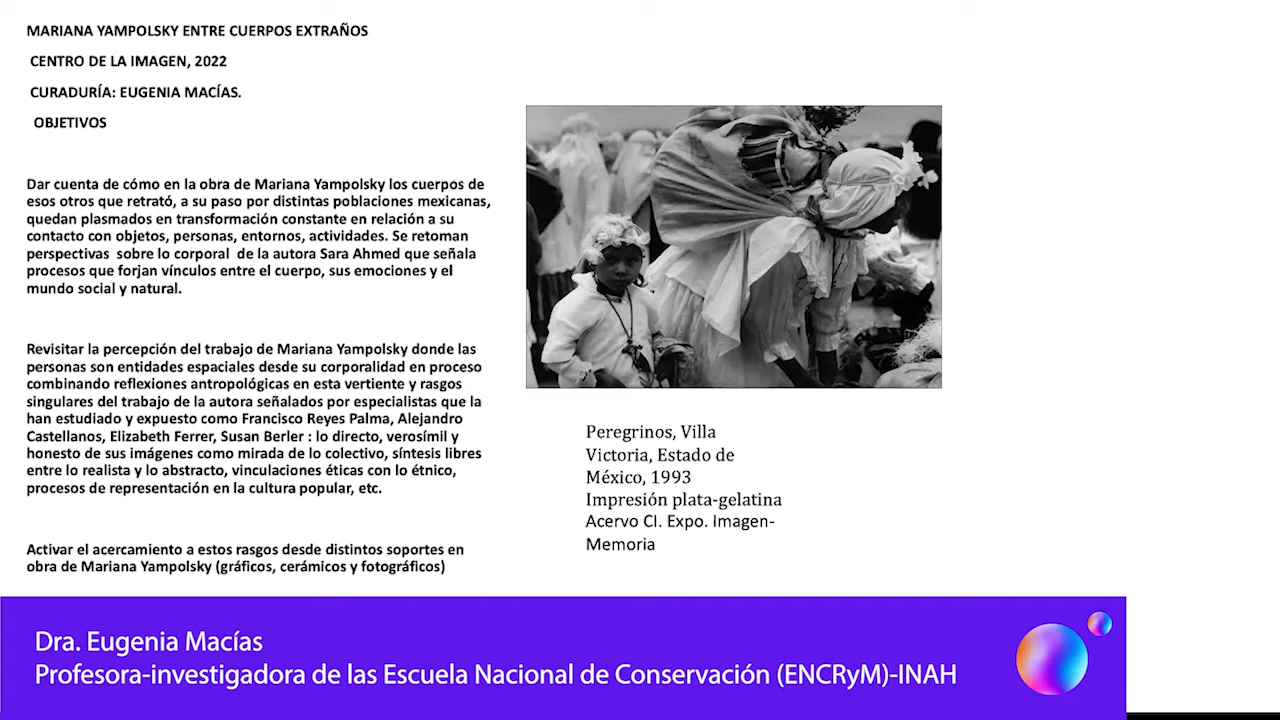 MARIANA YAMPOLSKY ENTRE CUERPOS EXTRAÑOS
CENTRO DE LA IMAGEN, 2022
CURADURÍA: EUGENIA MACÍAS.
OBJETIVOS
Dar cuenta de cómo en la obra de Mariana Yampolsky los cuerpos de
esos otros que retrató, a su paso por distintas poblaciones mexicanas,
quedan plasmados en transformación constante en relación a su
contacto con objetos, personas, entornos, actividades. Se retoman
perspectivas sobre lo corporal de la autora Sara Ahmed que señala
procesos que forjan vínculos entre el cuerpo, sus emociones y el
mundo social y natural.
Revisitar la percepción del trabajo de Mariana Yampolsky donde las
personas son entidades espaciales desde su corporalidad en proceso
combinando reflexiones antropológicas en esta vertiente y rasgos
singulares del trabajo de la autora señalados por especialistas que la
han estudiado y expuesto como Francisco Reyes Palma, Alejandro
Castellanos, Elizabeth Ferrer, Susan Berler : lo directo, verosímil y
honesto de sus imágenes como mirada de lo colectivo, síntesis libres
entre lo realista y lo abstracto, vinculaciones éticas con lo étnico,
procesos de representación en la cultura popular, etc.
Activar el acercamiento a estos rasgos desde distintos soportes en
obra de Mariana Yampolsky (gráficos, cerámicos y fotográficos)
Peregrinos, Villa
Victoria, Estado de
México, 1993
Impresión plata-gelatina
Acervo CI. Expo. Imagen-
Memoria
Dra. Eugenia Macías
Profesora-investigadora de las Escuela Nacional de Conservación (ENCRyM)-INAH